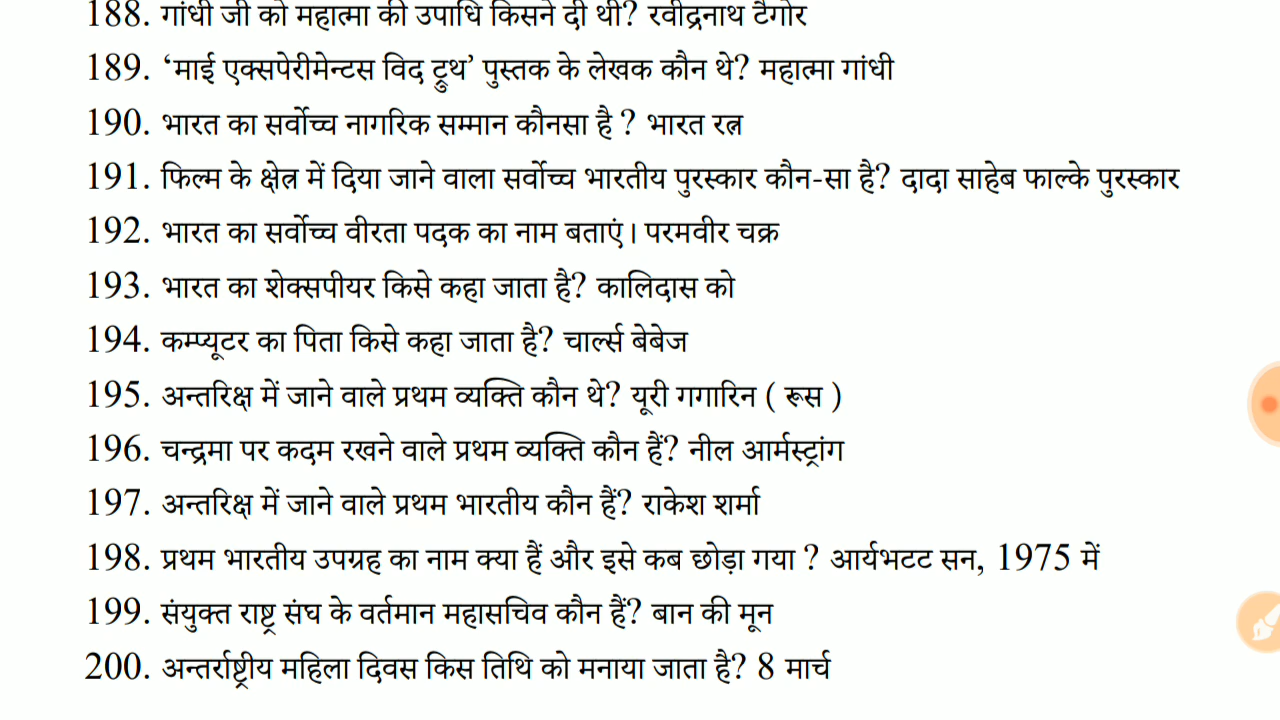 188. गांधी जी को महात्मा की उपाधि किसने दी थी? रवीद्रनाथ टैगोर
189. ‘माई एक्सपेरीमेन्टस विद ट्रुथ’ पुस्तक के लेखक कौन थे? महात्मा गांधी
190. भारत का सर्वोच्च नागरिक सम्मान कौनसा है ? भारत रत्न
191. फिल्म के क्षेत्र में दिया जाने वाला सर्वोच्च भारतीय पुरस्कार कौन-सा है? दादा साहेब फाल्के पुरस्कार
192. भारत का सर्वोच्च वीरता पदक का नाम बताएं। परमवीर चक्र
193. भारत का शेक्सपीयर किसे कहा जाता है? कालिदास को
194. कम्प्यूटर का पिता किसे कहा जाता है? चार्ल्स बेबेज
195. अन्तरिक्ष में जाने वाले प्रथम व्यक्ति कौन थे? यूरी गगारिन ( रूस )
196. चन्द्रमा पर कदम रखने वाले प्रथम व्यक्ति कौन हैं? नील आर्मस्ट्रांग
197. अन्तरिक्ष में जाने वाले प्रथम भारतीय कौन हैं? राकेश शर्मा
198. प्रथम भारतीय उपग्रह का नाम क्या हैं और इसे कब छोड़ा गया ? आर्यभटट सन, 1975 में
199. संयुक्त राष्ट्र संघ के वर्तमान महासचिव कौन हैं? बान की मून
200. अन्तर्राष्ट्रीय महिला दिवस किस तिथि को मनाया जाता है? 8 मार्च